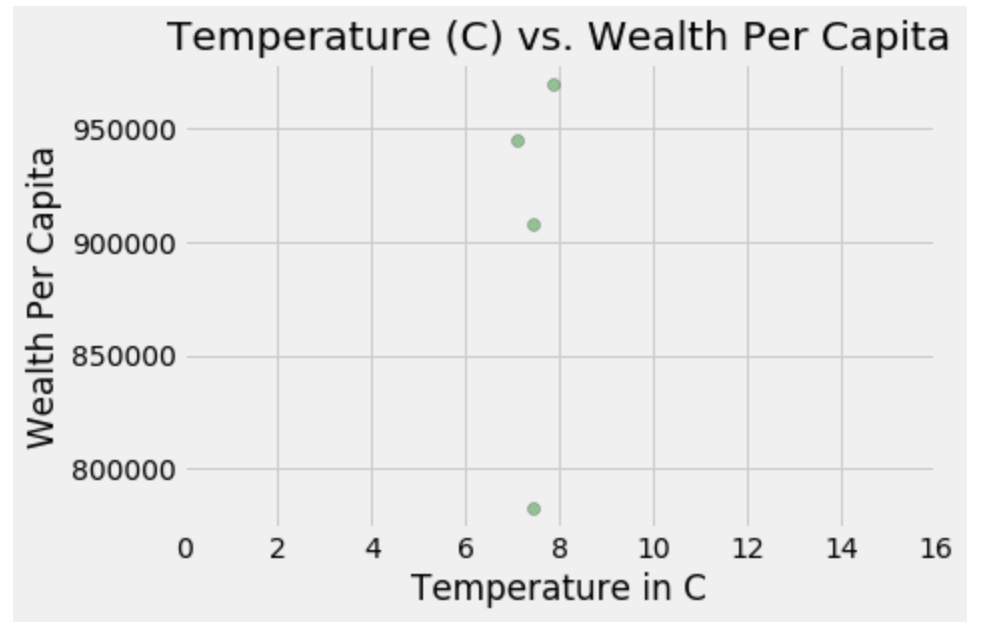 Temperature (C) vs. Wealth Per Capita
Wealth Per Capita
950000
900000
850000
800000
0 2 4 6 8 10 12 14 16
Temperature in C